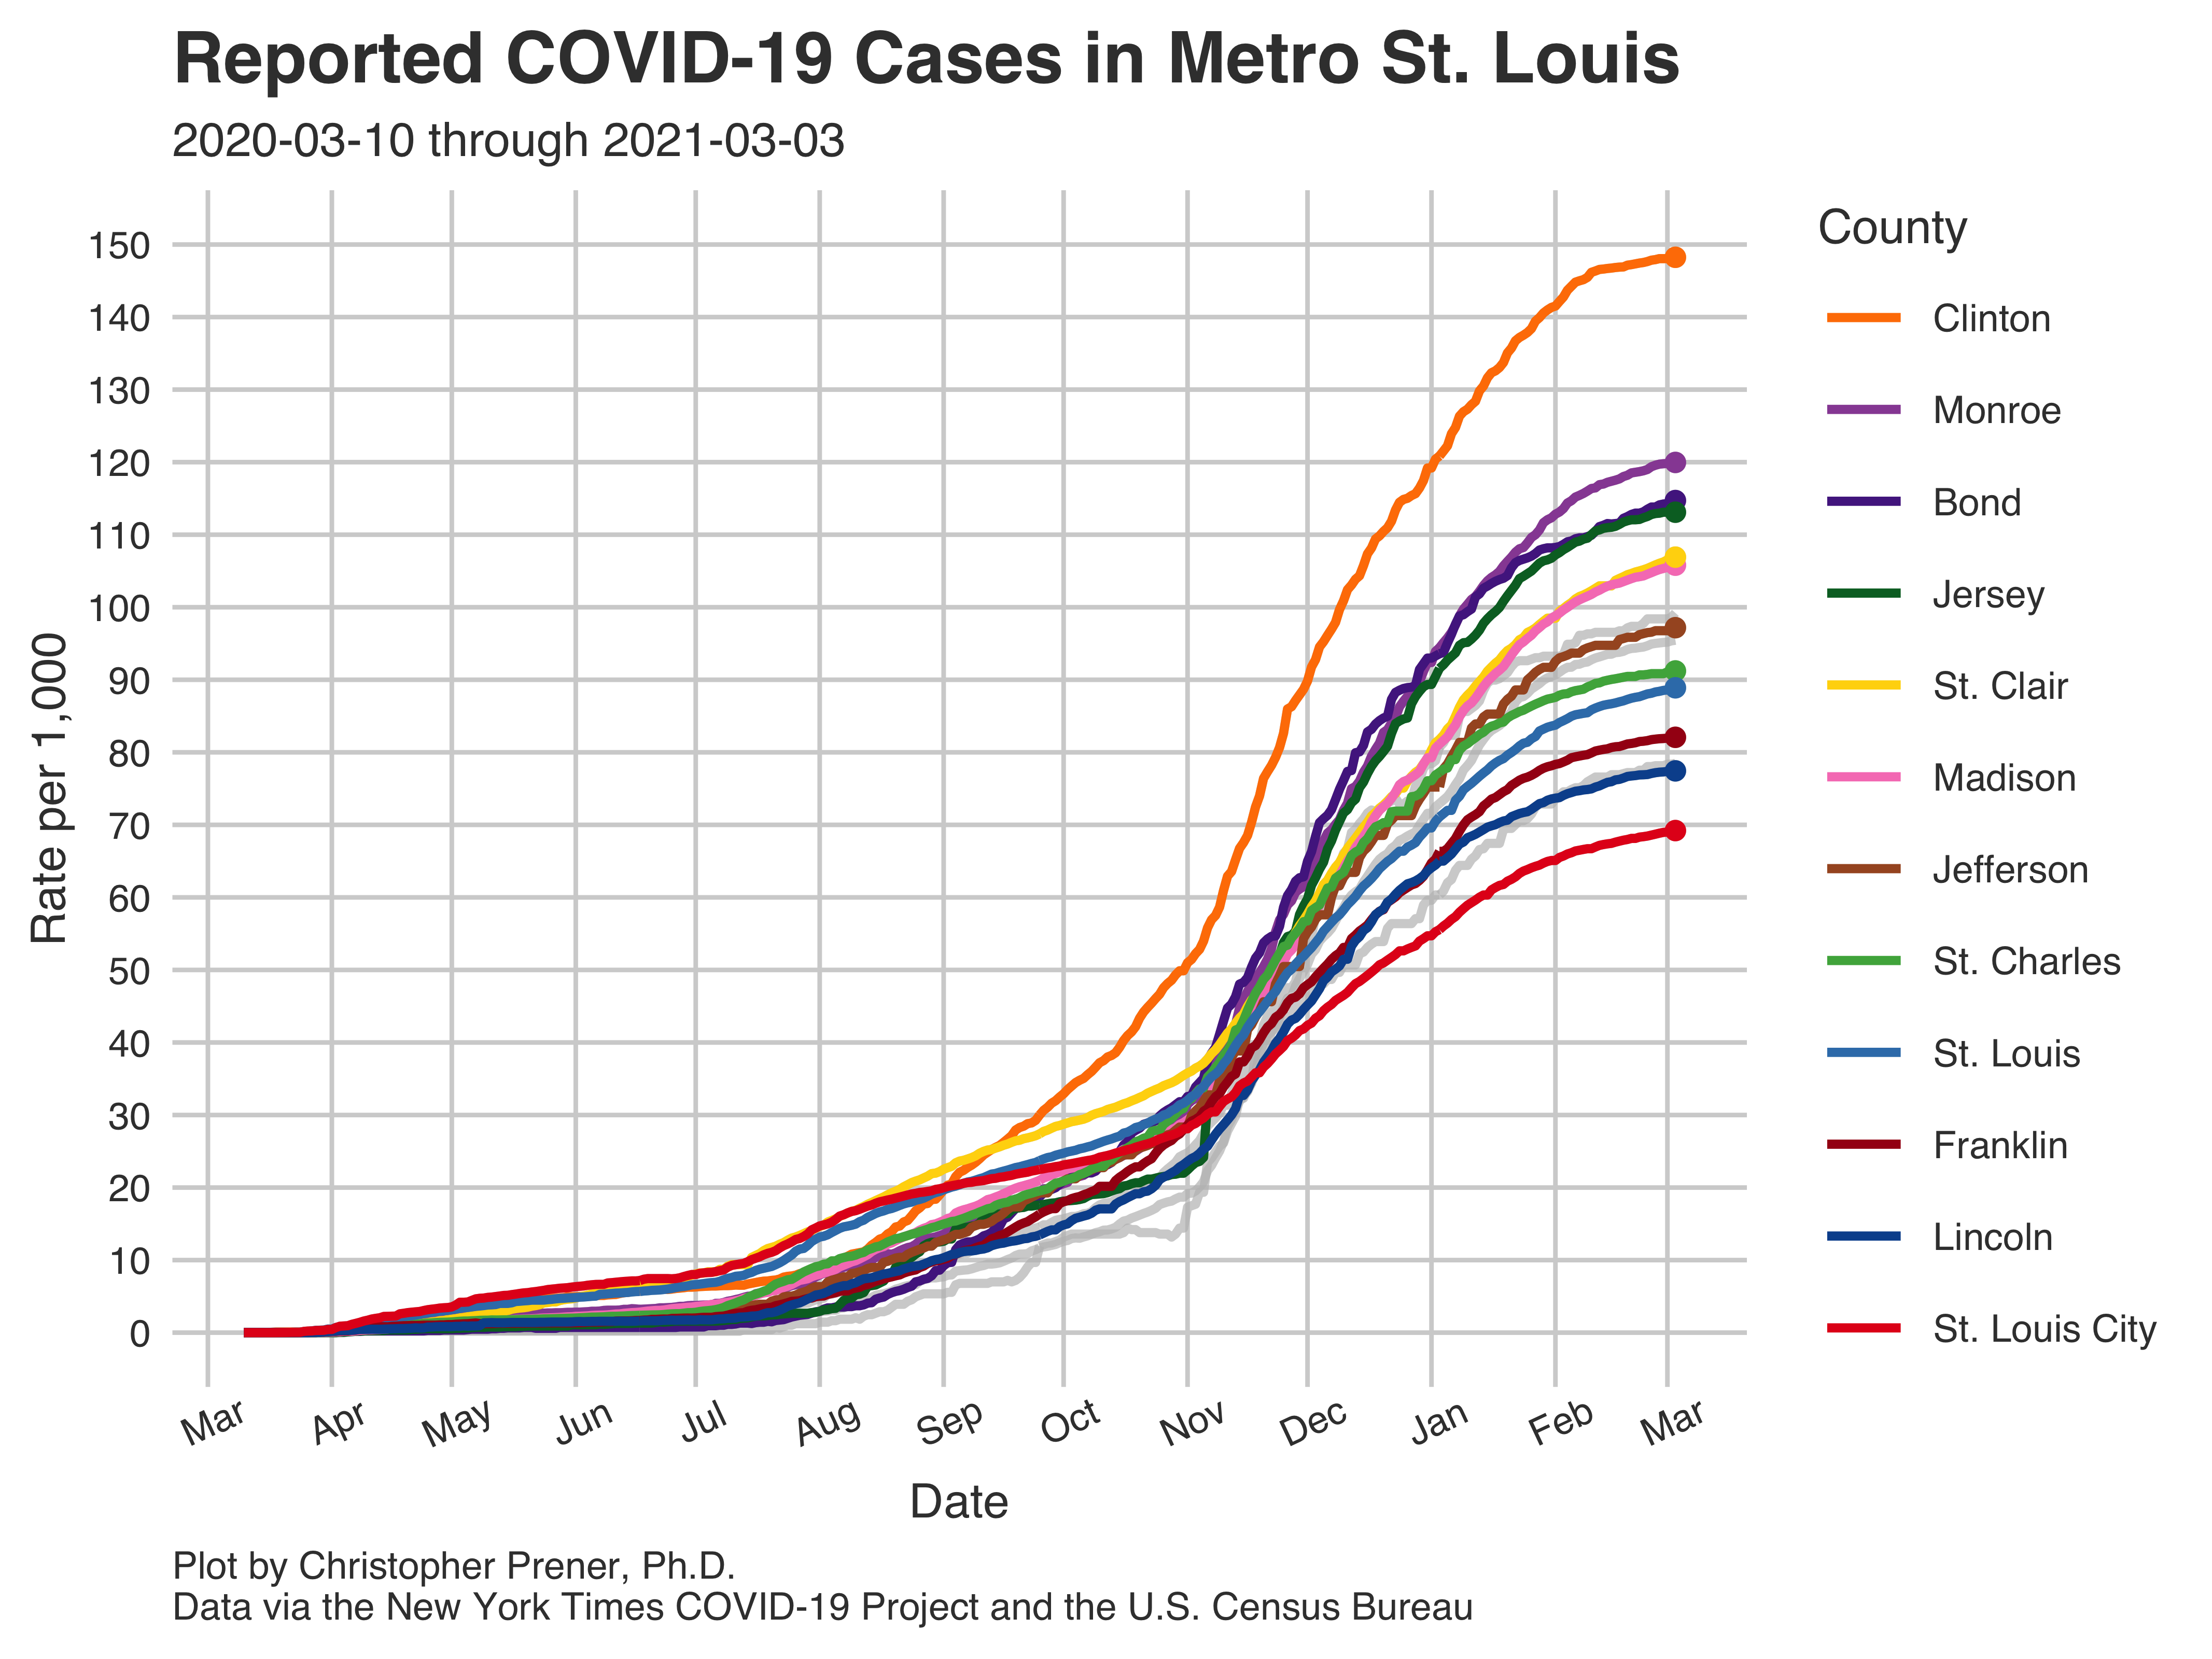 Reported COVID-19 Cases in Metro St. Louis
2020-03-10 through 2021-03-03
Rate per 1,000
150
140
130
120
110
100
90
80
70
60
50
40
30
20
10
0
Mar
Apr
May
Jun
Jul
Aug
Sep
Oct
Nov
Dec
Jan
Feb
Mar
Date
County
Clinton
Monroe
Bond
Jersey
St. Clair
Madison
Jefferson
St. Charles
St. Louis
Franklin
Lincoln
St. Louis City
Plot by Christopher Prener, Ph.D.
Data via the New York Times COVID-19 Project and the U.S. Census Bureau